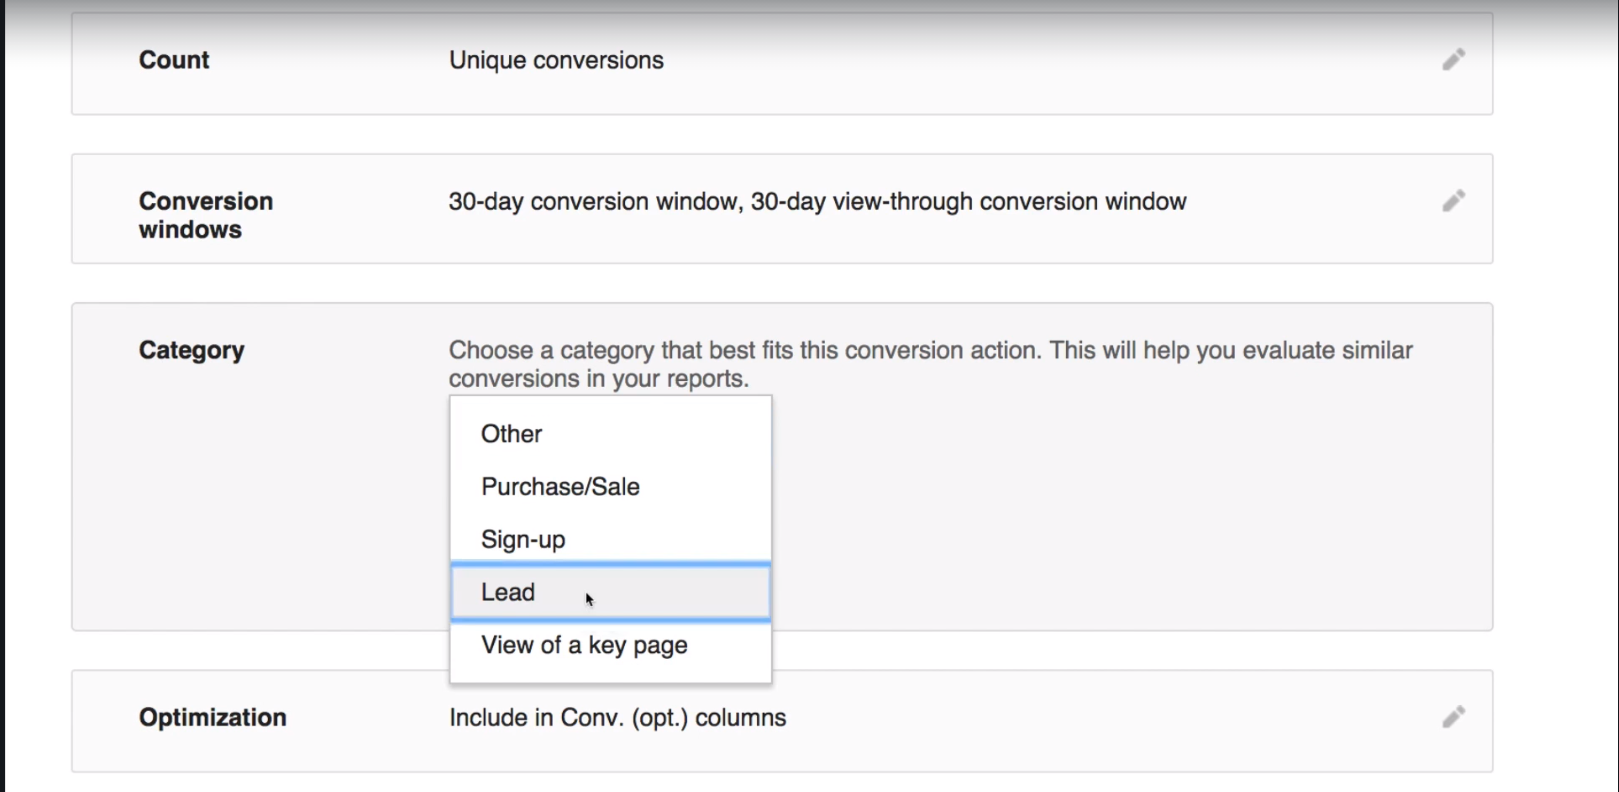 Count
Unique conversions
Conversion
windows
30-day conversion window, 30-day view-through conversion window
Category
Choose a category that best fits this conversion action. This will help you evaluate similar
conversions in your reports.
Other
Purchase/Sale
Sign-up
Lead
View of a key page
Optimization
Include in Conv. (opt.) columns